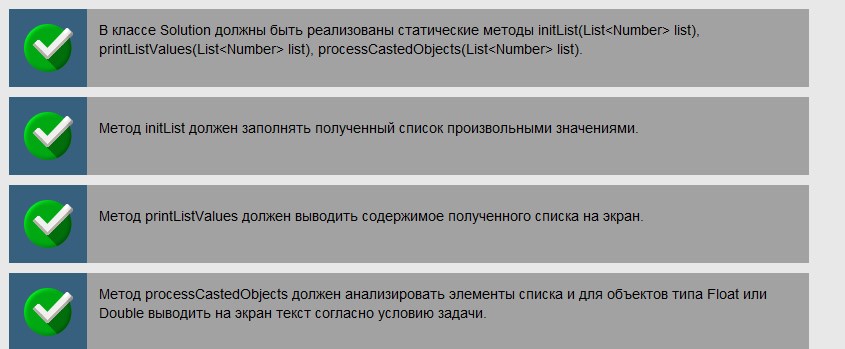 В классе Solution должны быть реализованы статические методы initList(List<Number> list),
printListValues(List<Number> list), processCastedObjects(List<Number> list).
Метод initList должен заполнять полученный список произвольными значениями.
Метод printListValues должен выводить содержимое полученного списка на экран.
Метод processCastedObjects должен анализировать элементы списка и для объектов типа Float или
Double выводить на экран текст согласно условию задачи.